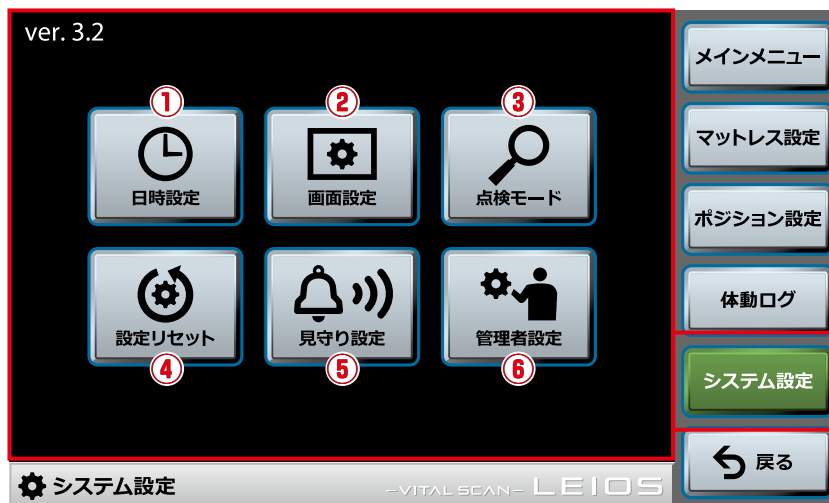 ver. 3.2
① ② ③
日時設定 画面設定 点検モード
設定リセット 見守り設定 管理者設定
④ ⑤ ⑥
メインメニュー
マットレス設定
ポジション設定
体動ログ
システム設定
戻る
システム設定
-VITAL SCAN- LEIOS